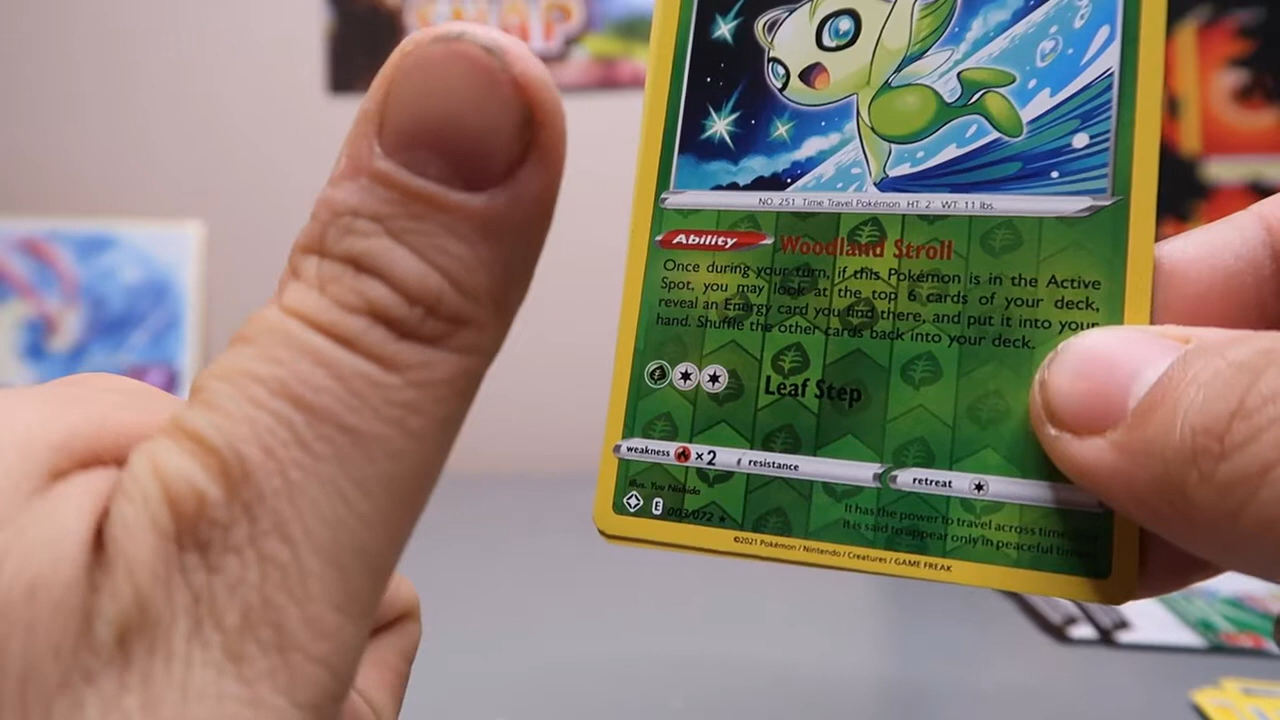 SNAP
NO. 251 Time Travel Pokémon HT: 2' WT: 11 lbs.
Ability Woodland Stroll
Once during your turn, if this Pokémon is in the Active
Spot, you may look at the top 6 cards of your deck,
reveal an Energy card you find there, and put it into your
hand. Shuffle the other cards back into your deck.
Leaf Step
weakness ×2 resistance retreat
Illus. Yuu Nishida
E 003/072 ★
It has the power to travel across time
It is said to appear only in peaceful
©2021 Pokémon / Nintendo / Creatures / GAME FREAK